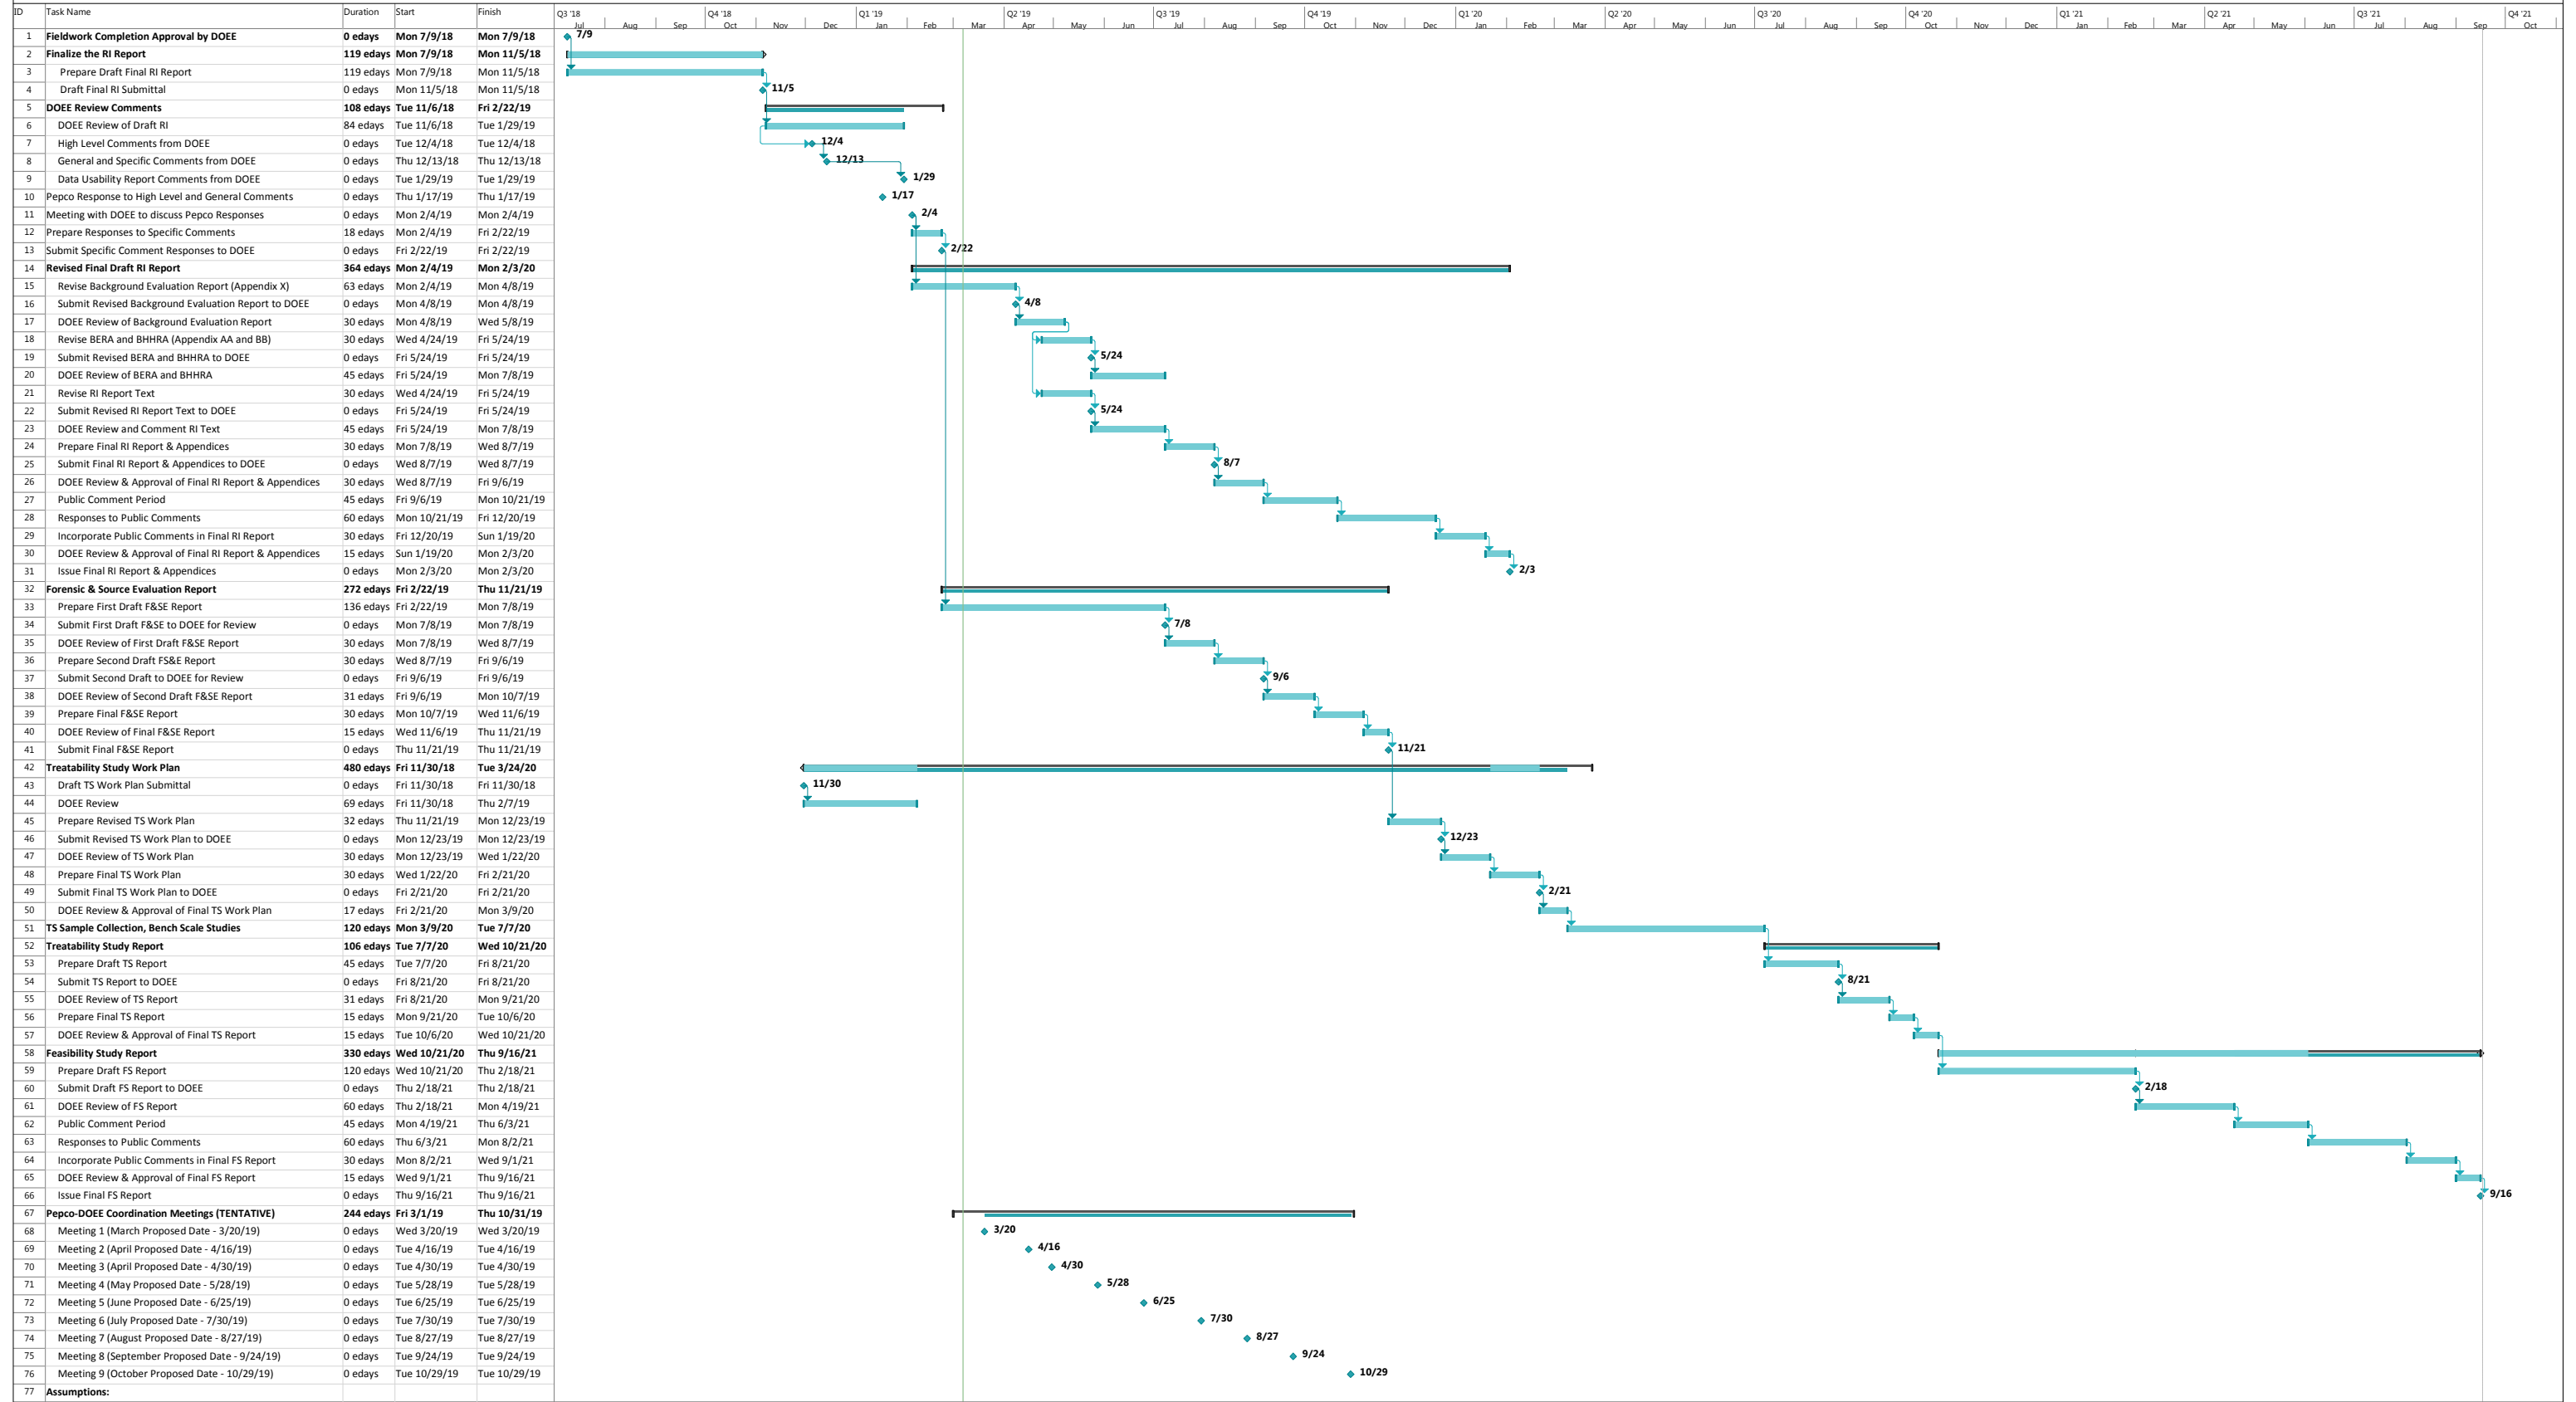 ID Task Name Duration Start Finish Q3 '18 Q4 '18 Q1 '19 Q2 '19 Q3 '19 Q4 '19 Q1 '20 Q2 '20 Q3 '20 Q4 '20 Q1 '21 Q2 '21 Q3 '21 Q4 '21
Jul Aug Sep Oct Nov Dec Jan Feb Mar Apr May Jun Jul Aug Sep Oct Nov Dec Jan Feb Mar Apr May Jun Jul Aug Sep Oct Nov Dec Jan Feb Mar Apr May Jun Jul Aug Sep Oct
1 Fieldwork Completion Approval by DOEE 0 edays Mon 7/9/18 Mon 7/9/18 7/9
2 Finalize the RI Report 119 edays Mon 7/9/18 Mon 11/5/18
3 Prepare Draft Final RI Report 119 edays Mon 7/9/18 Mon 11/5/18
4 Draft Final RI Submittal 0 edays Mon 11/5/18 Mon 11/5/18 11/5
5 DOEE Review Comments 108 edays Tue 11/6/18 Fri 2/22/19
6 DOEE Review of Draft RI 84 edays Tue 11/6/18 Tue 1/29/19
7 High Level Comments from DOEE 0 edays Tue 12/4/18 Tue 12/4/18 12/4
8 General and Specific Comments from DOEE 0 edays Thu 12/13/18 Thu 12/13/18 12/13
9 Data Usability Report Comments from DOEE 0 edays Tue 1/29/19 Tue 1/29/19 1/29
10 Pepco Response to High Level and General Comments 0 edays Thu 1/17/19 Thu 1/17/19 1/17
11 Meeting with DOEE to discuss Pepco Responses 0 edays Mon 2/4/19 Mon 2/4/19 2/4
12 Prepare Responses to Specific Comments 18 edays Mon 2/4/19 Fri 2/22/19
13 Submit Specific Comment Responses to DOEE 0 edays Fri 2/22/19 Fri 2/22/19 2/22
14 Revised Final Draft RI Report 364 edays Mon 2/4/19 Mon 2/3/20
15 Revise Background Evaluation Report (Appendix X) 63 edays Mon 2/4/19 Mon 4/8/19
16 Submit Revised Background Evaluation Report to DOEE 0 edays Mon 4/8/19 Mon 4/8/19 4/8
17 DOEE Review of Background Evaluation Report 30 edays Mon 4/8/19 Wed 5/8/19
18 Revise BERA and BHHRA (Appendix AA and BB) 30 edays Wed 4/24/19 Fri 5/24/19
19 Submit Revised BERA and BHHRA to DOEE 0 edays Fri 5/24/19 Fri 5/24/19 5/24
20 DOEE Review of BERA and BHHRA 45 edays Fri 5/24/19 Mon 7/8/19
21 Revise RI Report Text 30 edays Wed 4/24/19 Fri 5/24/19
22 Submit Revised RI Report Text to DOEE 0 edays Fri 5/24/19 Fri 5/24/19 5/24
23 DOEE Review and Comment RI Text 45 edays Fri 5/24/19 Mon 7/8/19
24 Prepare Final RI Report & Appendices 30 edays Mon 7/8/19 Wed 8/7/19
25 Submit Final RI Report & Appendices to DOEE 0 edays Wed 8/7/19 Wed 8/7/19 8/7
26 DOEE Review & Approval of Final RI Report & Appendices 30 edays Wed 8/7/19 Fri 9/6/19
27 Public Comment Period 45 edays Fri 9/6/19 Mon 10/21/19
28 Responses to Public Comments 60 edays Mon 10/21/19 Fri 12/20/19
29 Incorporate Public Comments in Final RI Report 30 edays Fri 12/20/19 Sun 1/19/20
30 DOEE Review & Approval of Final RI Report & Appendices 15 edays Sun 1/19/20 Mon 2/3/20
31 Issue Final RI Report & Appendices 0 edays Mon 2/3/20 Mon 2/3/20 2/3
32 Forensic & Source Evaluation Report 272 edays Fri 2/22/19 Thu 11/21/19
33 Prepare First Draft F&SE Report 136 edays Fri 2/22/19 Mon 7/8/19
34 Submit First Draft F&SE to DOEE for Review 0 edays Mon 7/8/19 Mon 7/8/19 7/8
35 DOEE Review of First Draft F&SE Report 30 edays Mon 7/8/19 Wed 8/7/19
36 Prepare Second Draft FS&E Report 30 edays Wed 8/7/19 Fri 9/6/19
37 Submit Second Draft to DOEE for Review 0 edays Fri 9/6/19 Fri 9/6/19 9/6
38 DOEE Review of Second Draft F&SE Report 31 edays Fri 9/6/19 Mon 10/7/19
39 Prepare Final F&SE Report 30 edays Mon 10/7/19 Wed 11/6/19
40 DOEE Review of Final F&SE Report 15 edays Wed 11/6/19 Thu 11/21/19
41 Submit Final F&SE Report 0 edays Thu 11/21/19 Thu 11/21/19 11/21
42 Treatability Study Work Plan 480 edays Fri 11/30/18 Tue 3/24/20
43 Draft TS Work Plan Submittal 0 edays Fri 11/30/18 Fri 11/30/18 11/30
44 DOEE Review 69 edays Fri 11/30/18 Thu 2/7/19
45 Prepare Revised TS Work Plan 32 edays Thu 11/21/19 Mon 12/23/19
46 Submit Revised TS Work Plan to DOEE 0 edays Mon 12/23/19 Mon 12/23/19 12/23
47 DOEE Review of TS Work Plan 30 edays Mon 12/23/19 Wed 1/22/20
48 Prepare Final TS Work Plan 30 edays Wed 1/22/20 Fri 2/21/20
49 Submit Final TS Work Plan to DOEE 0 edays Fri 2/21/20 Fri 2/21/20 2/21
50 DOEE Review & Approval of Final TS Work Plan 17 edays Fri 2/21/20 Mon 3/9/20
51 TS Sample Collection, Bench Scale Studies 120 edays Mon 3/9/20 Tue 7/7/20
52 Treatability Study Report 106 edays Tue 7/7/20 Wed 10/21/20
53 Prepare Draft TS Report 45 edays Tue 7/7/20 Fri 8/21/20
54 Submit TS Report to DOEE 0 edays Fri 8/21/20 Fri 8/21/20 8/21
55 DOEE Review of TS Report 31 edays Fri 8/21/20 Mon 9/21/20
56 Prepare Final TS Report 15 edays Mon 9/21/20 Tue 10/6/20
57 DOEE Review & Approval of Final TS Report 15 edays Tue 10/6/20 Wed 10/21/20
58 Feasibility Study Report 330 edays Wed 10/21/20 Thu 9/16/21
59 Prepare Draft FS Report 120 edays Wed 10/21/20 Thu 2/18/21
60 Submit Draft FS Report to DOEE 0 edays Thu 2/18/21 Thu 2/18/21 2/18
61 DOEE Review of FS Report 60 edays Thu 2/18/21 Mon 4/19/21
62 Public Comment Period 45 edays Mon 4/19/21 Thu 6/3/21
63 Responses to Public Comments 60 edays Thu 6/3/21 Mon 8/2/21
64 Incorporate Public Comments in Final FS Report 30 edays Mon 8/2/21 Wed 9/1/21
65 DOEE Review & Approval of Final FS Report 15 edays Wed 9/1/21 Thu 9/16/21
66 Issue Final FS Report 0 edays Thu 9/16/21 Thu 9/16/21 9/16
67 Pepco-DOEE Coordination Meetings (TENTATIVE) 244 edays Fri 3/1/19 Thu 10/31/19
68 Meeting 1 (March Proposed Date - 3/20/19) 0 edays Wed 3/20/19 Wed 3/20/19 3/20
69 Meeting 2 (April Proposed Date - 4/16/19) 0 edays Tue 4/16/19 Tue 4/16/19 4/16
70 Meeting 3 (April Proposed Date - 4/30/19) 0 edays Tue 4/30/19 Tue 4/30/19 4/30
71 Meeting 4 (May Proposed Date - 5/28/19) 0 edays Tue 5/28/19 Tue 5/28/19 5/28
72 Meeting 5 (June Proposed Date - 6/25/19) 0 edays Tue 6/25/19 Tue 6/25/19 6/25
73 Meeting 6 (July Proposed Date - 7/30/19) 0 edays Tue 7/30/19 Tue 7/30/19 7/30
74 Meeting 7 (August Proposed Date - 8/27/19) 0 edays Tue 8/27/19 Tue 8/27/19 8/27
75 Meeting 8 (September Proposed Date - 9/24/19) 0 edays Tue 9/24/19 Tue 9/24/19 9/24
76 Meeting 9 (October Proposed Date - 10/29/19) 0 edays Tue 10/29/19 Tue 10/29/19 10/29
77 Assumptions: